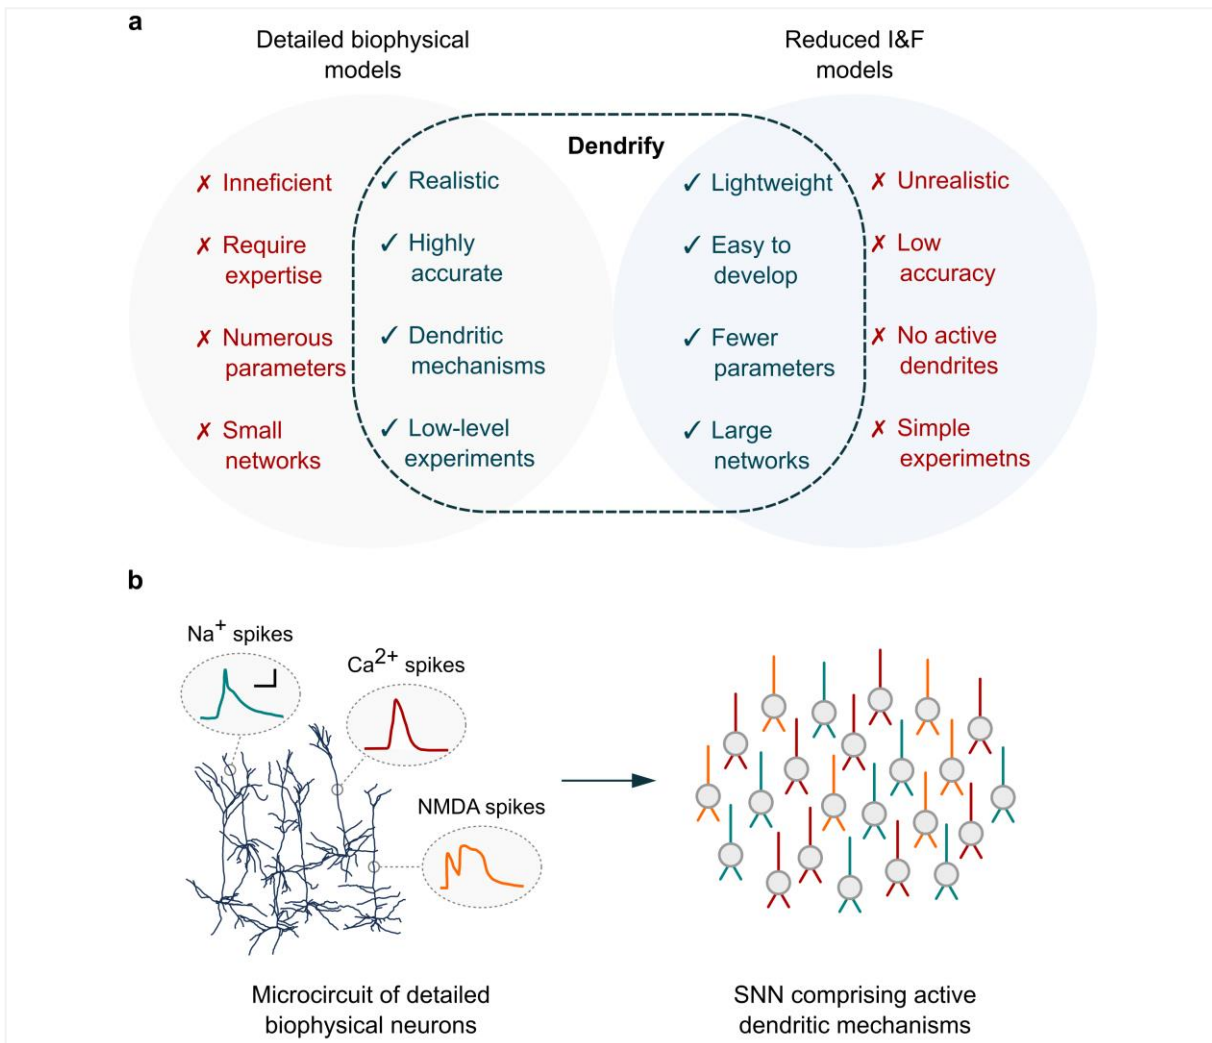 a
Detailed biophysical
models
Reduced I&F
models
Dendrify
✗ Inneficient
✗ Require
expertise
✗ Numerous
parameters
✗ Small
networks
✓ Realistic
✓ Highly
accurate
✓ Dendritic
mechanisms
✓ Low-level
experiments
✓ Lightweight
✓ Easy to
develop
✓ Fewer
parameters
✓ Large
networks
✗ Unrealistic
✗ Low
accuracy
✗ No active
dendrites
✗ Simple
experimetns
b
Na⁺ spikes
Ca²⁺ spikes
NMDA spikes
Microcircuit of detailed
biophysical neurons
SNN comprising active
dendritic mechanisms